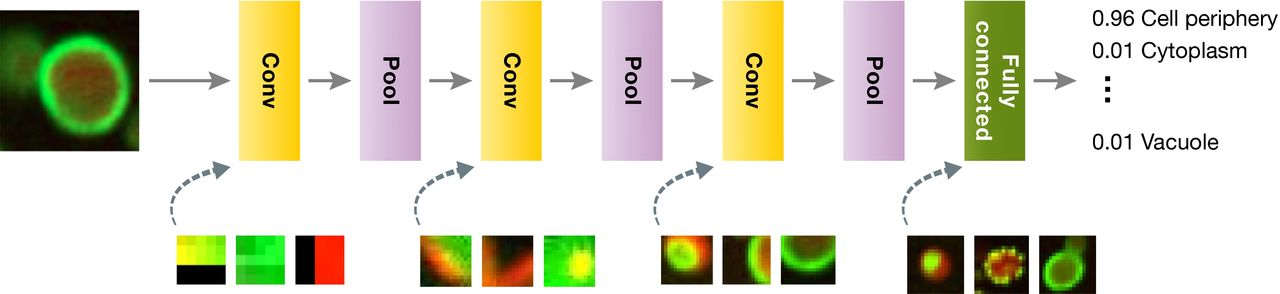 Conv
Pool
Conv
Pool
Conv
Pool
Fully
connected
0.96 Cell periphery
0.01 Cytoplasm
⋮
0.01 Vacuole